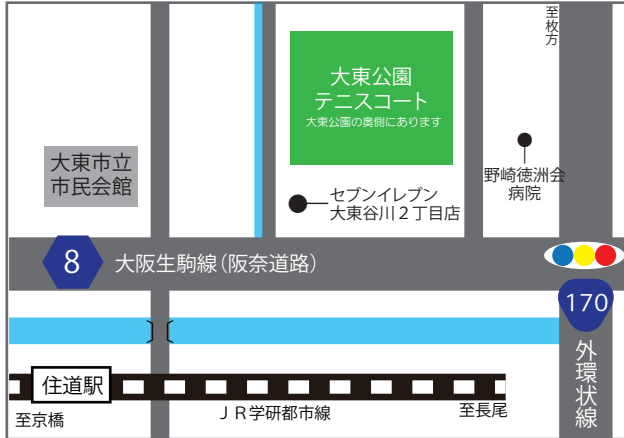 至枚方
大東公園
テニスコート
大東公園の奥側にあります
大東市立
市民会館
野崎徳洲会
病院
セブンイレブン
大東谷川２丁目店
8
大阪生駒線（阪奈道路）
170
外環状線
住道駅
至京橋
ＪＲ学研都市線
至長尾